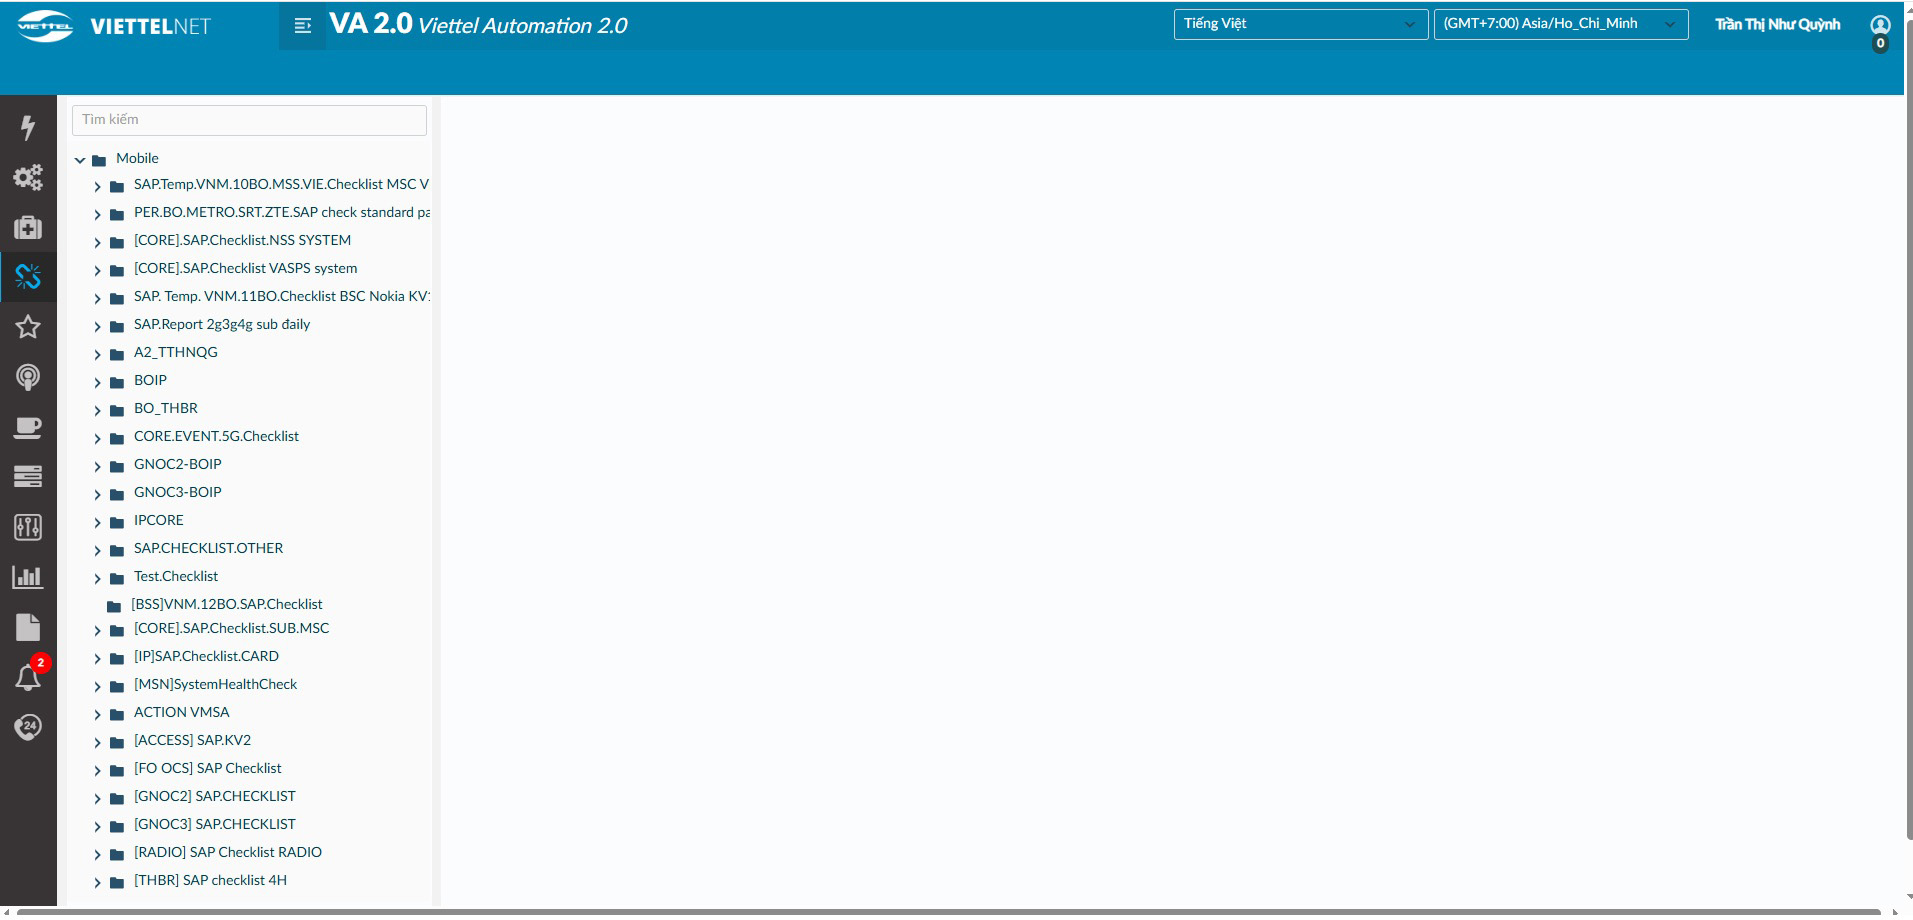 VIETTEL
VIETTELNET
VA 2.0 Viettel Automation 2.0
Tiếng Việt
(GMT+7:00) Asia/Ho_Chi_Minh
Trần Thị Như Quỳnh
0
Tìm kiếm
Mobile
SAP.Temp.VNM.10BO.MSS.VIE.Checklist MSC V
PER.BO.METRO.SRT.ZTE.SAP check standard pa
[CORE].SAP.Checklist.NSS SYSTEM
[CORE].SAP.Checklist VASPS system
SAP. Temp. VNM.11BO.Checklist BSC Nokia KV1
SAP.Report 2g3g4g sub đaily
A2_TTHNQG
BOIP
BO_THBR
CORE.EVENT.5G.Checklist
GNOC2-BOIP
GNOC3-BOIP
IPCORE
SAP.CHECKLIST.OTHER
Test.Checklist
[BSS]VNM.12BO.SAP.Checklist
[CORE].SAP.Checklist.SUB.MSC
[IP]SAP.Checklist.CARD
2
[MSN]SystemHealthCheck
ACTION VMSA
24
[ACCESS] SAP.KV2
[FO OCS] SAP Checklist
[GNOC2] SAP.CHECKLIST
[GNOC3] SAP.CHECKLIST
[RADIO] SAP Checklist RADIO
[THBR] SAP checklist 4H